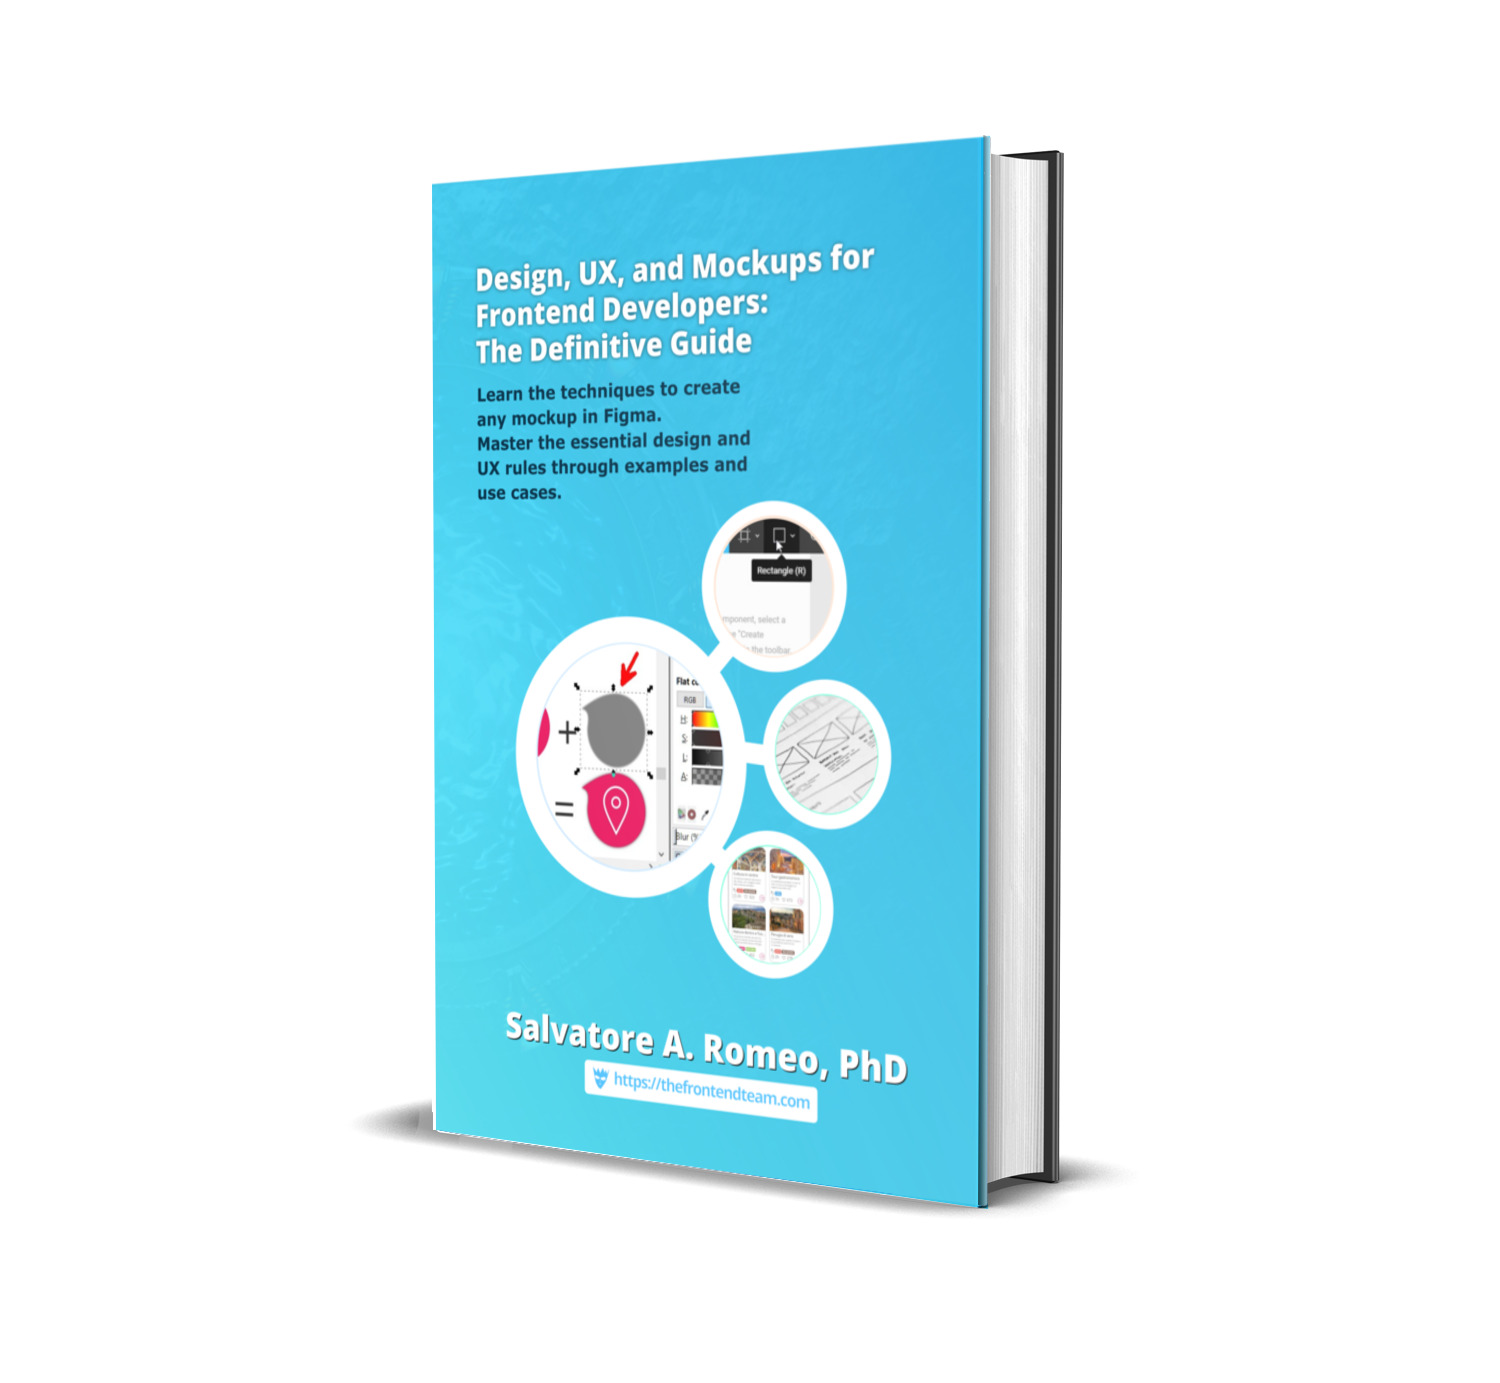 Design, UX, and Mockups for
Frontend Developers:
The Definitive Guide
Learn the techniques to create
any mockup in Figma.
Master the essential design and
UX rules through examples and
use cases.
Rectangle (R)
mponent, select a
"Create
the toolbar
Flat
RGB
H:
S:
L:
A:
+
=
Blur (%
Salvatore A. Romeo, PhD
https://thefrontendteam.com